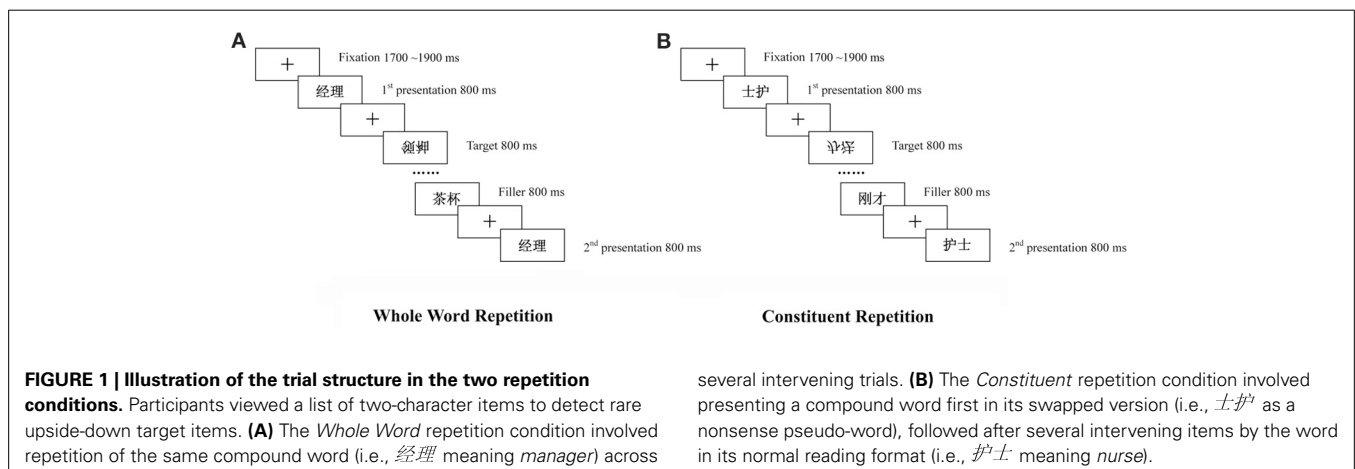 A
Fixation 1700 ~1900 ms
经理
1st presentation 800 ms
Target 800 ms
......
茶杯
Filler 800 ms
经理
2nd presentation 800 ms
Whole Word Repetition
B
Fixation 1700 ~1900 ms
士护
1st presentation 800 ms
Target 800 ms
......
刚才
Filler 800 ms
护士
2nd presentation 800 ms
Constituent Repetition
FIGURE 1 | Illustration of the trial structure in the two repetition
conditions. Participants viewed a list of two-character items to detect rare
upside-down target items. (A) The Whole Word repetition condition involved
repetition of the same compound word (i.e., 经理 meaning manager) across
several intervening trials. (B) The Constituent repetition condition involved
presenting a compound word first in its swapped version (i.e., 士护 as a
nonsense pseudo-word), followed after several intervening items by the word
in its normal reading format (i.e., 护士 meaning nurse).